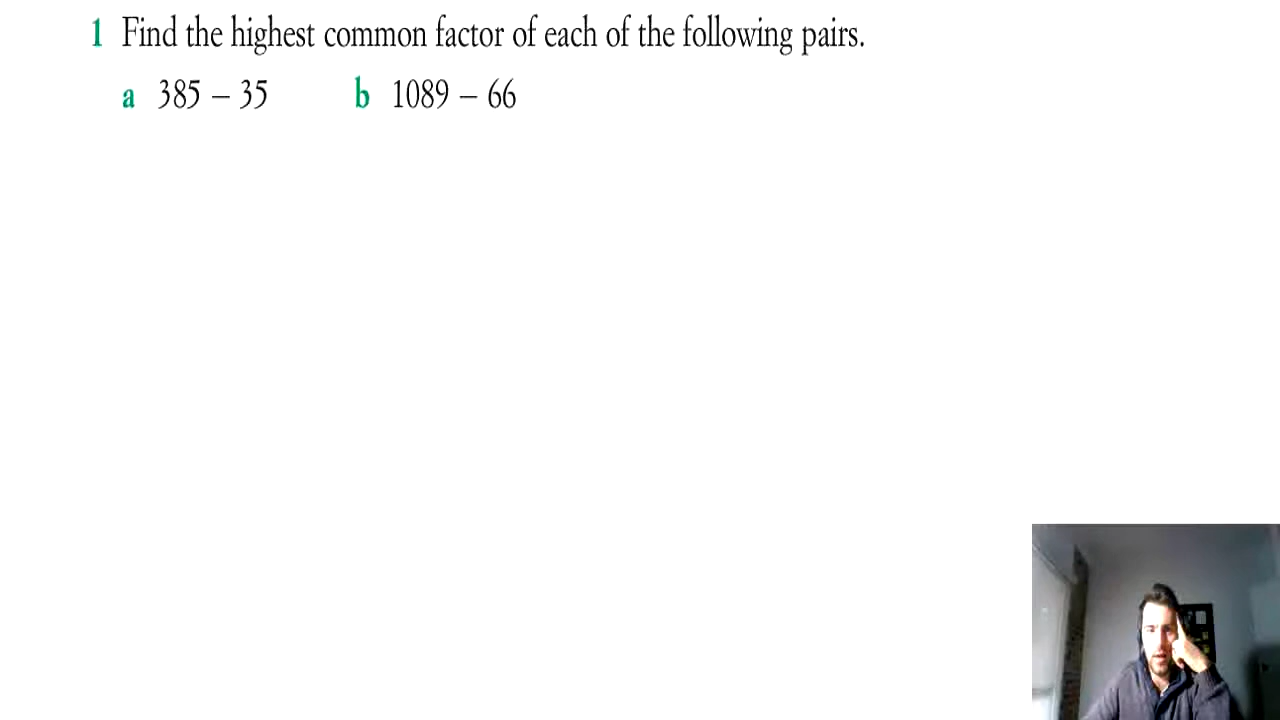 1 Find the highest common factor of each of the following pairs.
a 385 – 35 b 1089 – 66